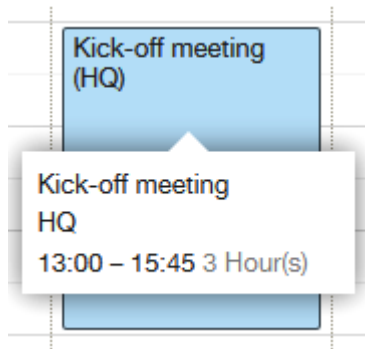 Kick-off meeting
(HQ)
Kick-off meeting
HQ
13:00 – 15:45 3 Hour(s)